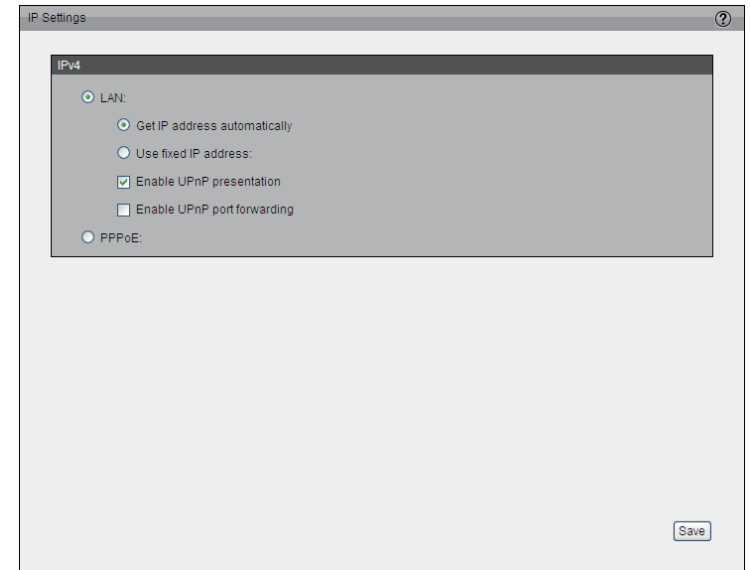 IP Settings
?
IPv4
LAN:
Get IP address automatically
Use fixed IP address:
Enable UPnP presentation
Enable UPnP port forwarding
PPPoE:
Save